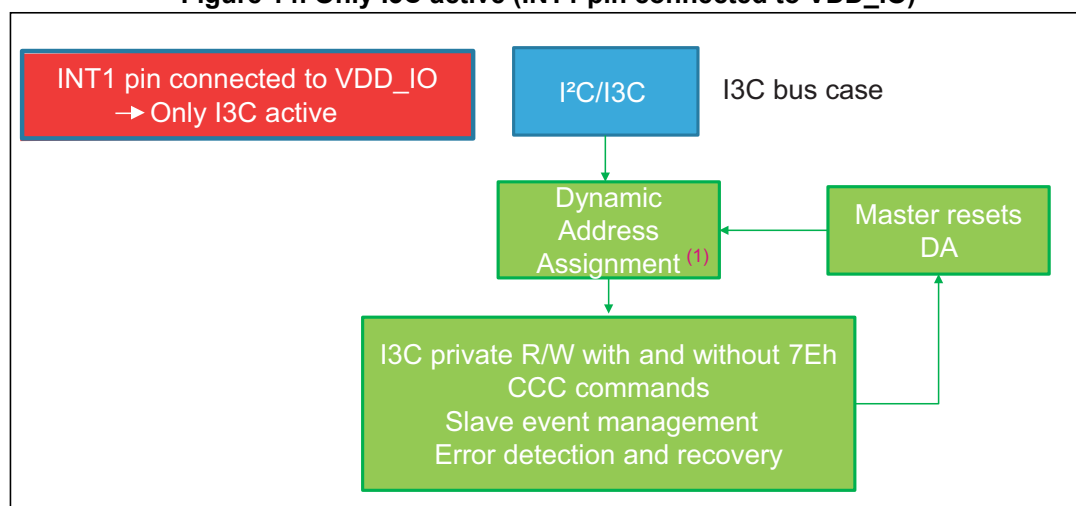 INT1 pin connected to VDD_IO
→ Only I3C active
I²C/I3C
I3C bus case
Dynamic
Address
Assignment (1)
Master resets
DA
I3C private R/W with and without 7Eh
CCC commands
Slave event management
Error detection and recovery